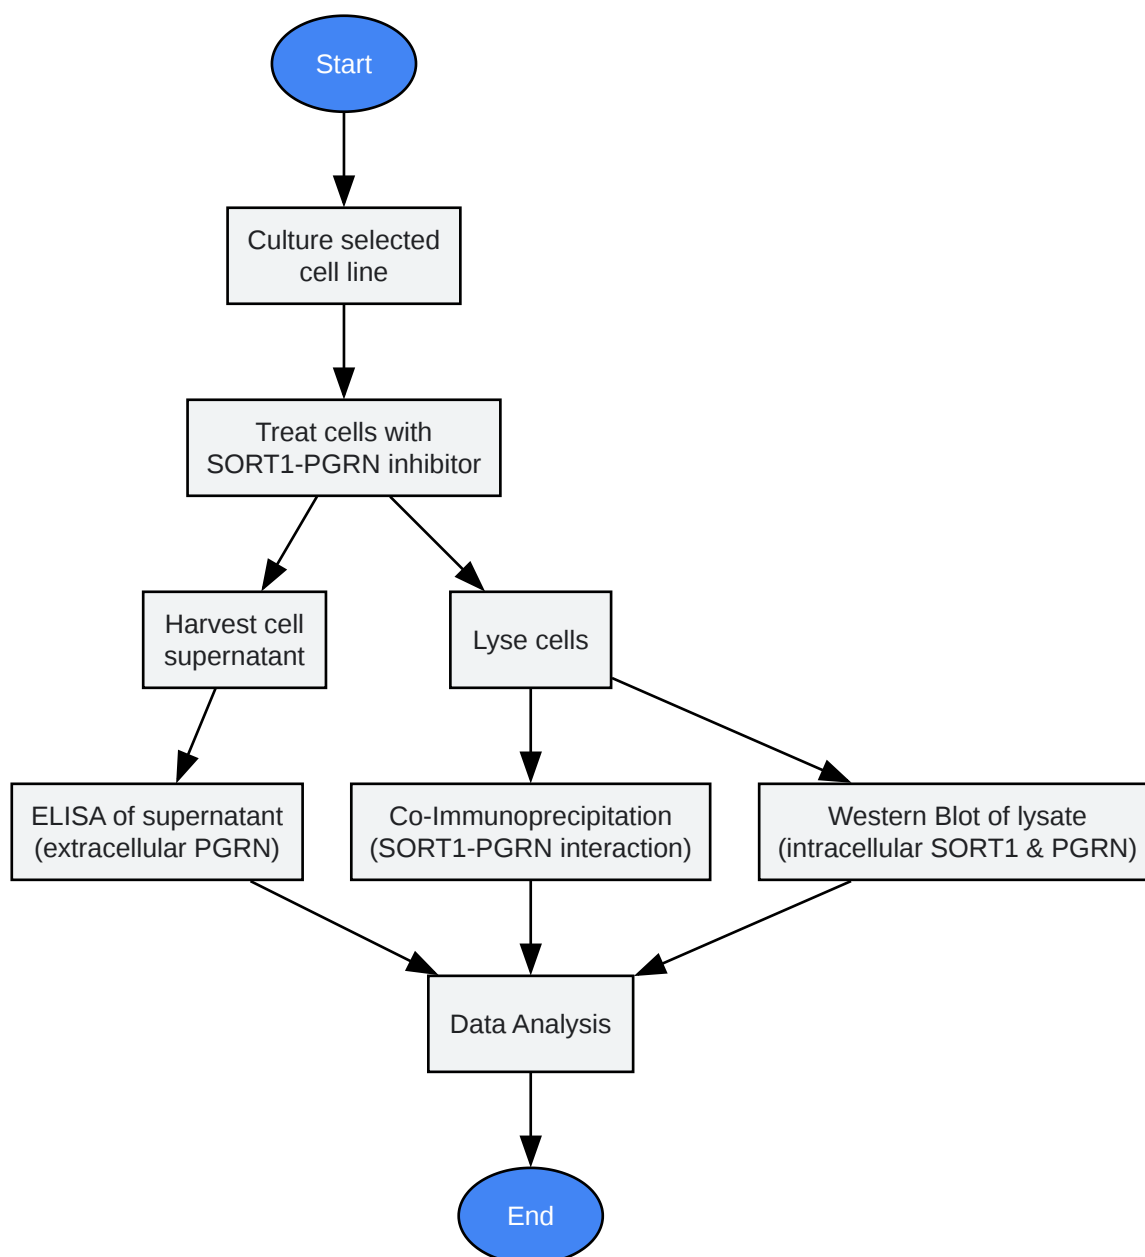 Start
Culture selected
cell line
Treat cells with
SORT1-PGRN inhibitor
Harvest cell
supernatant
Lyse cells
ELISA of supernatant
(extracellular PGRN)
Co-Immunoprecipitation
(SORT1-PGRN interaction)
Western Blot of lysate
(intracellular SORT1 & PGRN)
Data Analysis
End